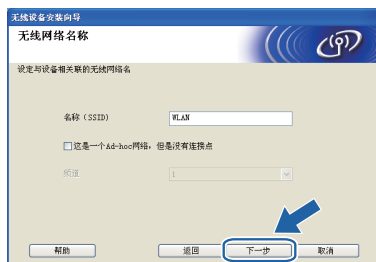 无线设备安装向导
无线网络名称
设定与设备相关联的无线网络名
名称 (SSID) WLAN
这是一个Ad-hoc网络，但是没有连接点
频道 1
帮助 返回 下一步 取消